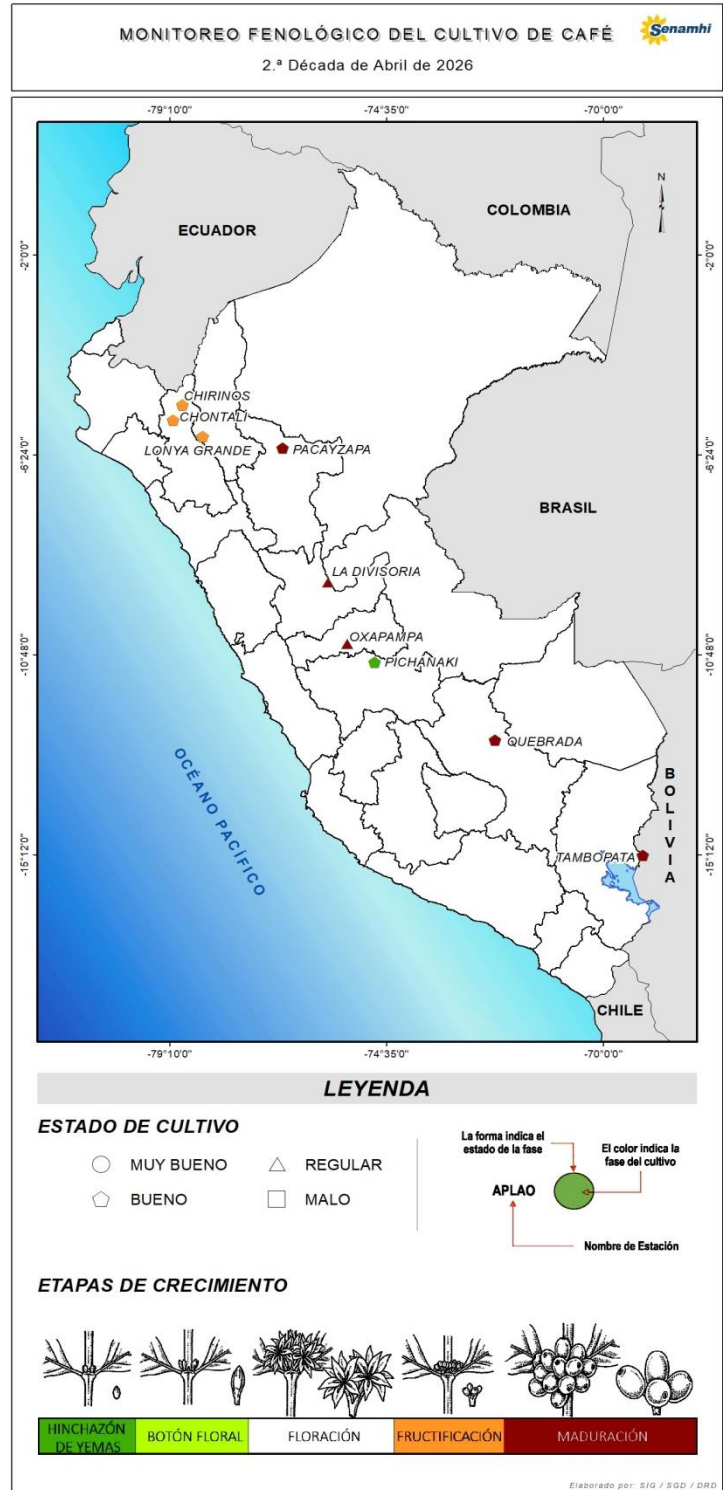 MONITOREO FENOLÓGICO DEL CULTIVO DE CAFÉ
Senamhi
2.ª Década de Abril de 2026
-79°10'0"
-74°35'0"
-70°0'0"
N
COLOMBIA
ECUADOR
-2°0'0"
-2°0'0"
CHIRINOS
CHONTALI
LONYA GRANDE
PACAYZAPA
-6°24'0"
-6°24'0"
BRASIL
LA DIVISORIA
OXAPAMPA
-10°48'0"
-10°48'0"
PICHANAKI
QUEBRADA
OCÉANO PACÍFICO
BOLIVIA
TAMBOPATA
-15°12'0"
-15°12'0"
CHILE
-79°10'0"
-74°35'0"
-70°0'0"
LEYENDA
ESTADO DE CULTIVO
MUY BUENO
REGULAR
BUENO
MALO
La forma indica el
estado de la fase
El color indica la
fase del cultivo
APLAO
Nombre de Estación
ETAPAS DE CRECIMIENTO
HINCHAZÓN
DE YEMAS
BOTÓN FLORAL
FLORACIÓN
FRUCTIFICACIÓN
MADURACIÓN
Elaborado por: SIG / SGD / DRD